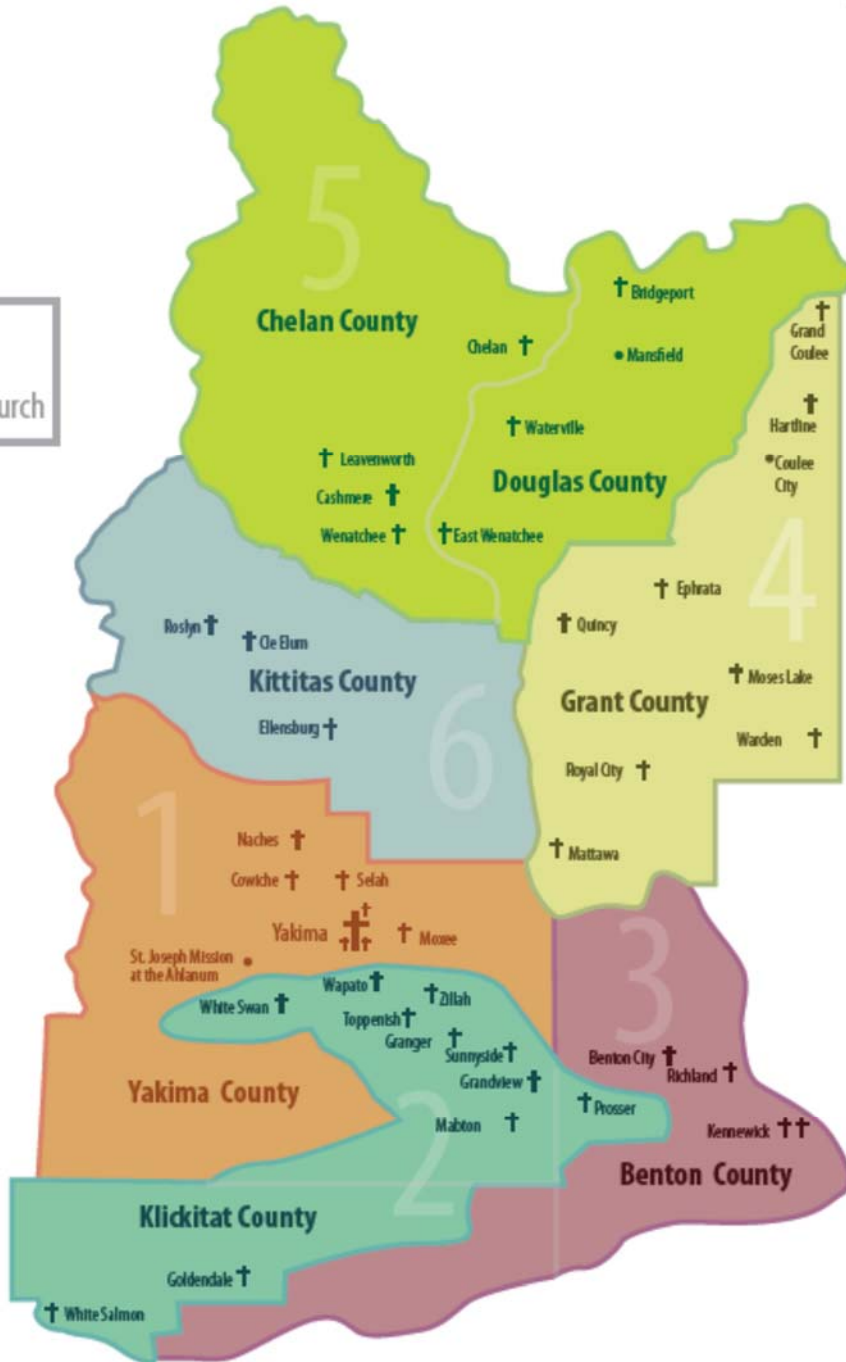 5
Chelan County
Bridgeport
Grand
Coulee
Chelan
Mansfield
urch
Hartline
Waterville
Coulee
City
Leavenworth
Douglas County
Cashmere
Wenatchee
East Wenatchee
4
Ephrata
Quincy
Roslyn
Cle Elum
Kittitas County
Moses Lake
Grant County
Ellensburg
6
Warden
Royal City
1
Naches
Mattawa
Cowiche
Selah
Yakima
Moxee
3
St. Joseph Mission
at the Ahtanum
Wapato
Zillah
White Swan
Toppenish
Granger
Sunnyside
Benton City
Richland
Grandview
Yakima County
Prosser
2
Mabton
Kennewick
Benton County
Klickitat County
Goldendale
White Salmon